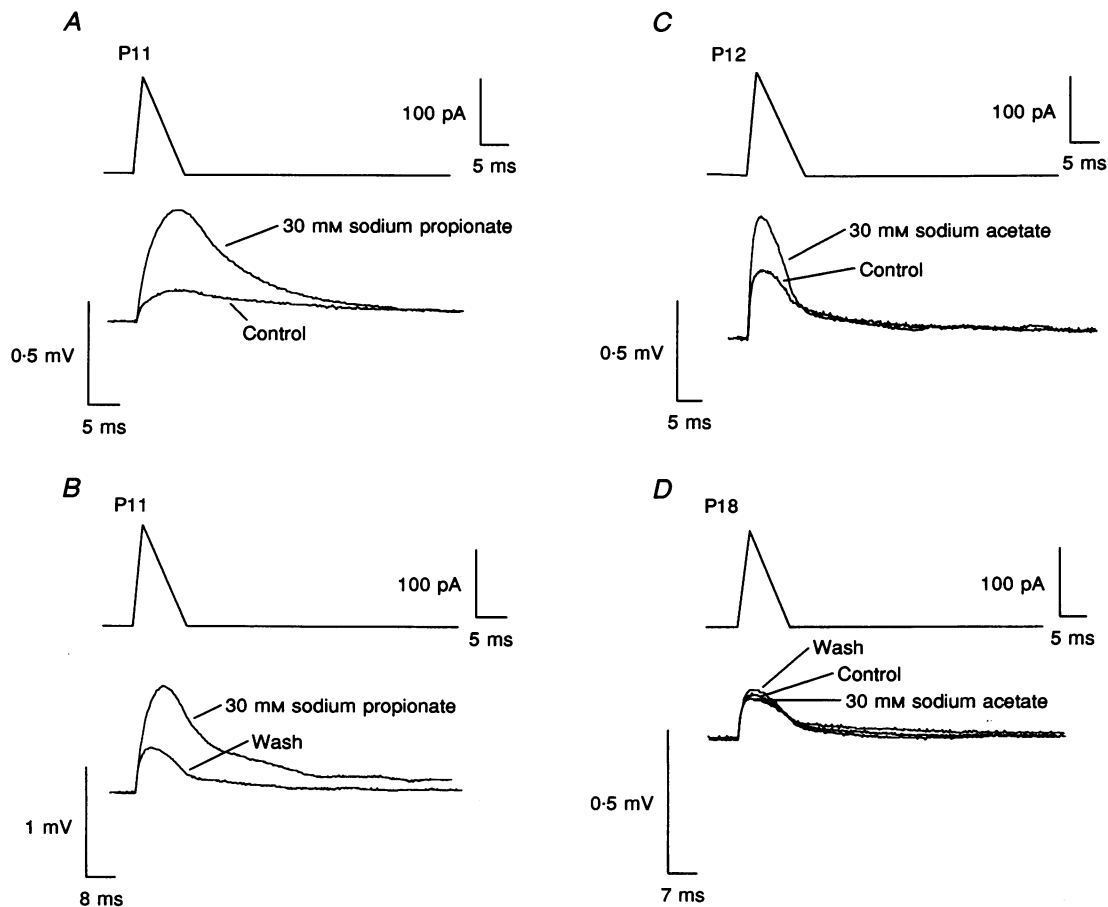 A
P11
100 pA
5 ms
30 mM sodium propionate
Control
0·5 mV
5 ms
B
P11
100 pA
5 ms
30 mM sodium propionate
Wash
1 mV
8 ms
C
P12
100 pA
5 ms
30 mM sodium acetate
Control
0·5 mV
5 ms
D
P18
100 pA
5 ms
Wash
Control
30 mM sodium acetate
0·5 mV
7 ms